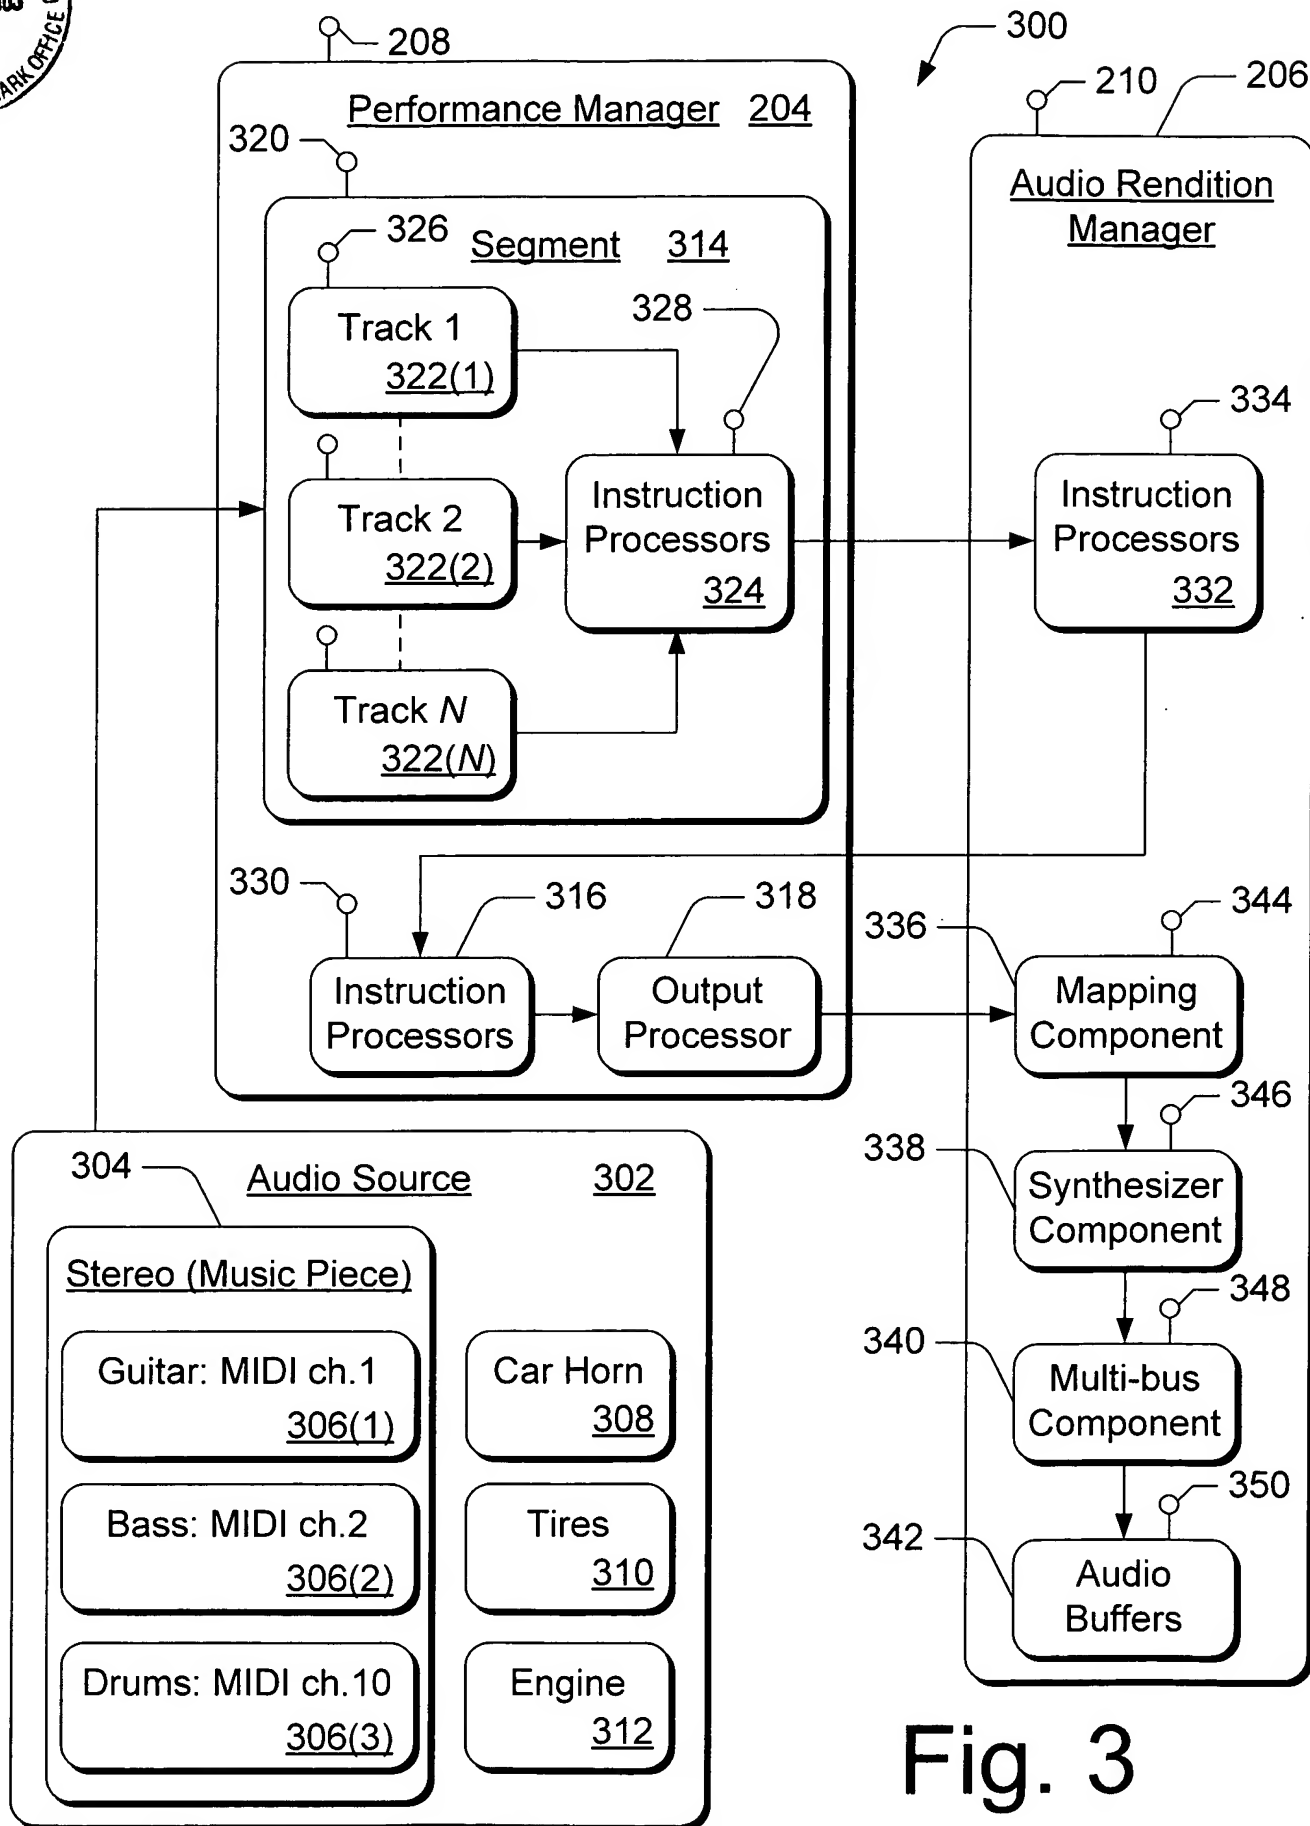 ARK OFFICE
208
300
210
206
Performance Manager 204
320
Audio Rendition
Manager
326
Segment 314
328
Track 1
322(1)
334
Track 2
322(2)
Instruction
Processors
324
Instruction
Processors
332
Track N
322(N)
330
316
318
336
344
Instruction
Processors
Output
Processor
Mapping
Component
346
304
Audio Source 302
338
Synthesizer
Component
Stereo (Music Piece)
348
340
Guitar: MIDI ch.1
306(1)
Car Horn
308
Multi-bus
Component
350
Bass: MIDI ch.2
306(2)
Tires
310
342
Audio
Buffers
Drums: MIDI ch.10
306(3)
Engine
312
Fig. 3